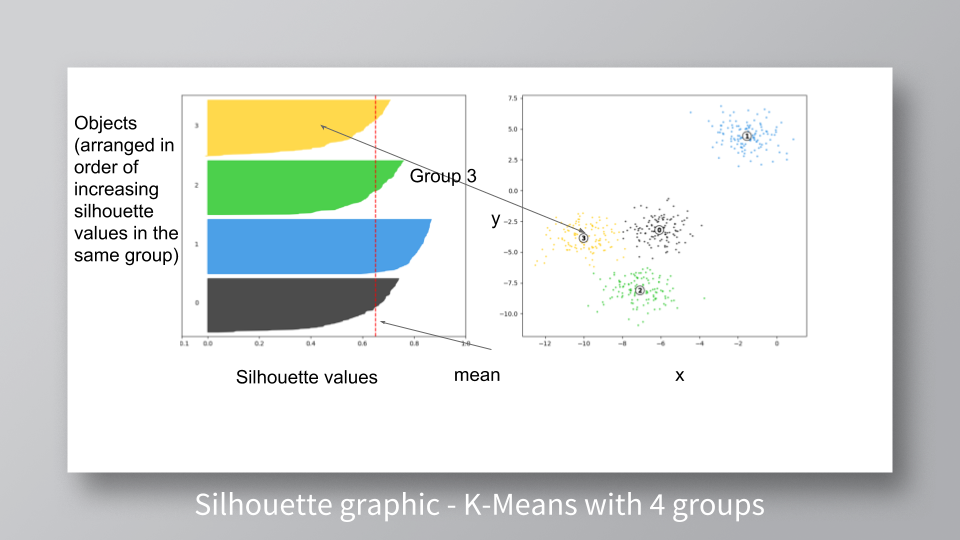 Objects
(arranged in
order of
increasing
silhouette
values in the
same group)
3
2
1
0
0.1 0.0 0.2 0.4 0.6 0.8 1.0
Silhouette values
Group 3
mean
y
7.5
5.0
2.5
0.0
−2.5
−5.0
−7.5
−10.0
1
0
3
2
−12 −10 −8 −6 −4 −2 0
x
Silhouette graphic - K-Means with 4 groups